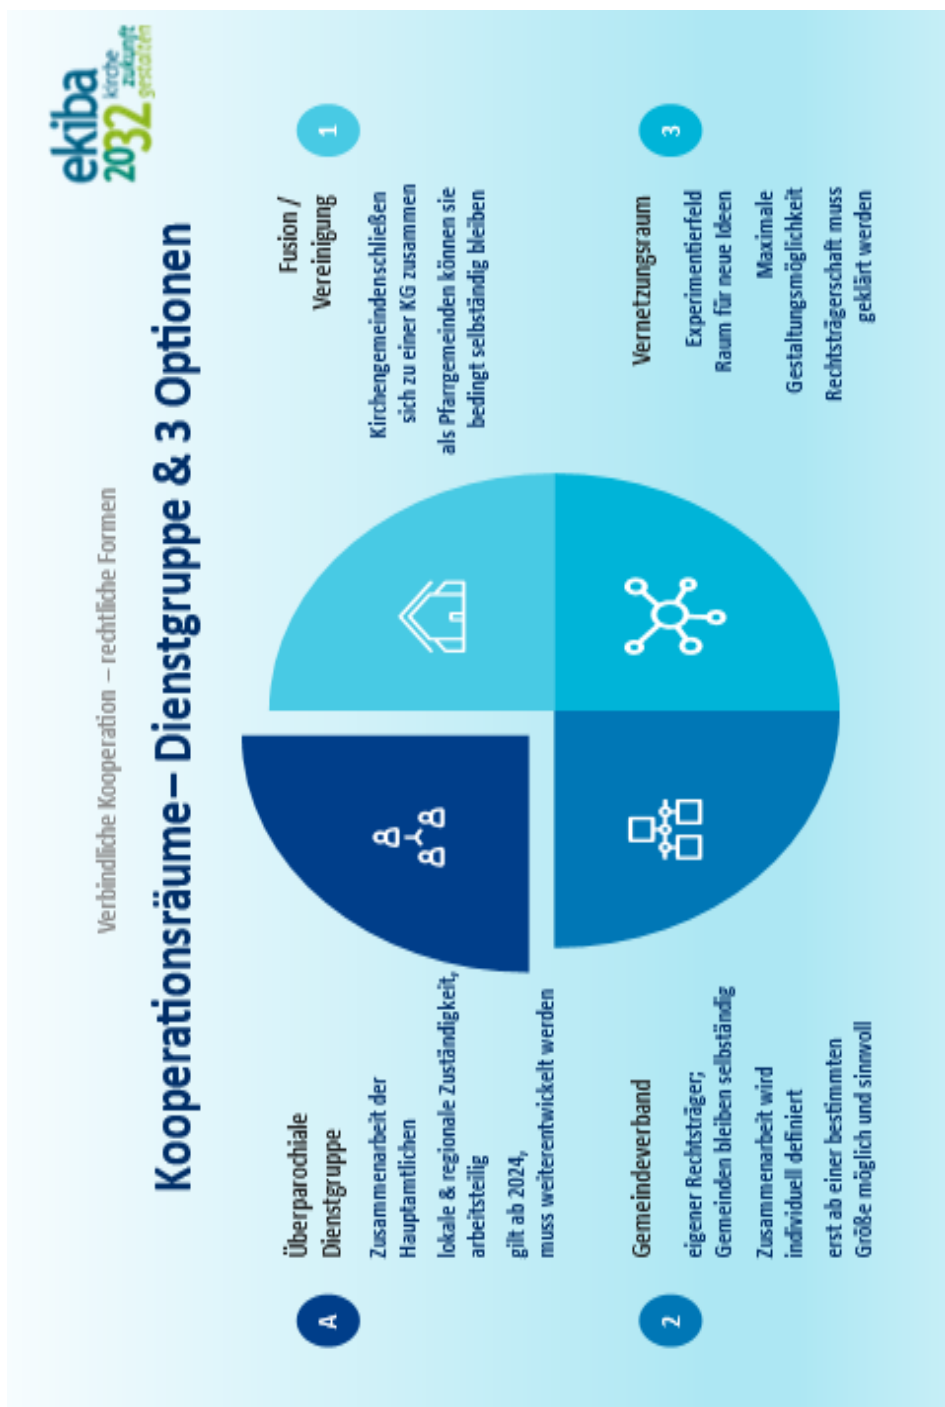 Verbindliche Kooperation – rechtliche Formen
ekiba
2032 kirche
zukunft
gestalten
Kooperationsräume– Dienstgruppe & 3 Optionen
A
Überparochiale
Dienstgruppe
Zusammenarbeit der
Hauptamtlichen
lokale & regionale Zuständigkeit,
arbeitsteilig
gilt ab 2024,
muss weiterentwickelt werden
1
Fusion /
Vereinigung
Kirchengemeindenschließen
sich zu einer KG zusammen
als Pfarrgemeinden können sie
bedingt selbständig bleiben
2
Gemeindeverband
eigener Rechtsträger;
Gemeinden bleiben selbständig
Zusammenarbeit wird
individuell definiert
erst ab einer bestimmten
Größe möglich und sinnvoll
3
Vernetzungsraum
Experimentierfeld
Raum für neue Ideen
Maximale
Gestaltungsmöglichkeit
Rechtsträgerschaft muss
geklärt werden